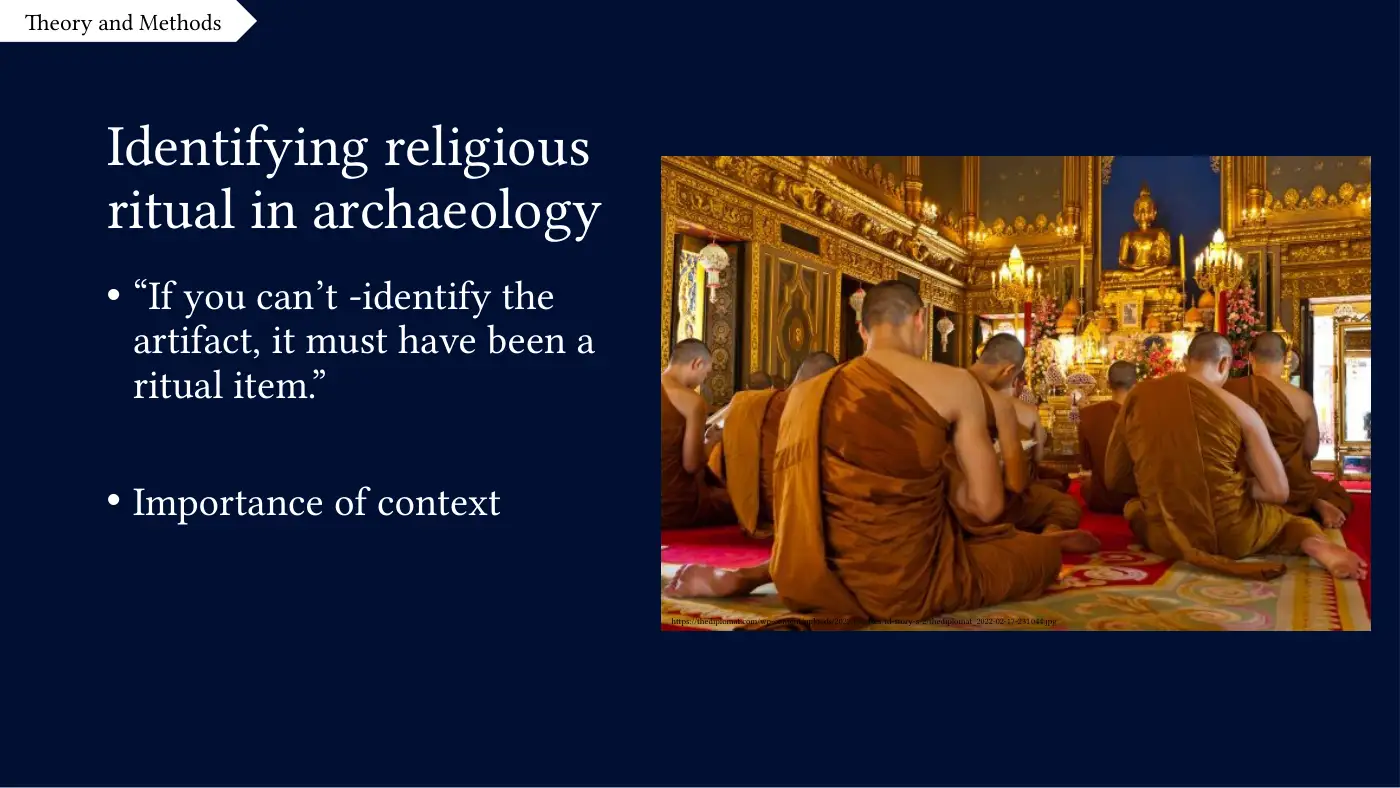 Theory and Methods
Identifying religious
ritual in archaeology
• “If you can’t -identify the
artifact, it must have been a
ritual item.”
• Importance of context